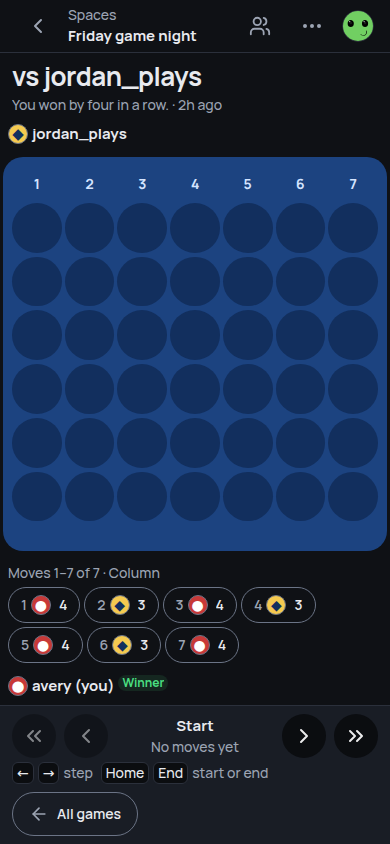 Spaces
Friday game night
vs jordan_plays
You won by four in a row. · 2h ago
jordan_plays
1 2 3 4 5 6 7
Moves 1–7 of 7 · Column
1 4 2 3 3 4 4 3
5 4 6 3 7 4
avery (you) Winner
Start
No moves yet
← → step Home End start or end
← All games